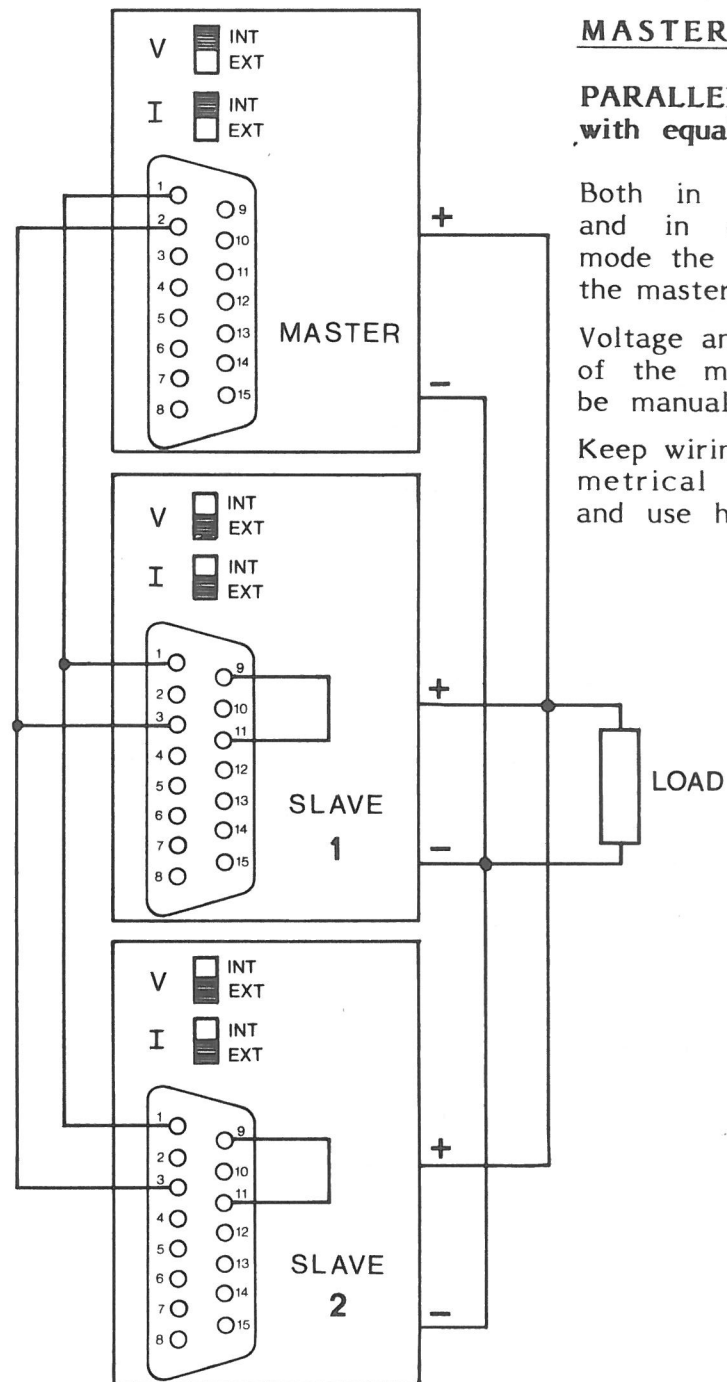 MASTER
PARALLE
with equa
Both in
and in
mode the
the master
Voltage an
of the m
be manual
Keep wirin
metrical
and use h
V INT
EXT
I INT
EXT
1
2
3
4
5
6
7
8
9
10
11
12
13
14
15
MASTER
+
−
V INT
EXT
I INT
EXT
1
2
3
4
5
6
7
8
9
10
11
12
13
14
15
SLAVE
1
+
−
LOAD
V INT
EXT
I INT
EXT
1
2
3
4
5
6
7
8
9
10
11
12
13
14
15
SLAVE
2
+
−